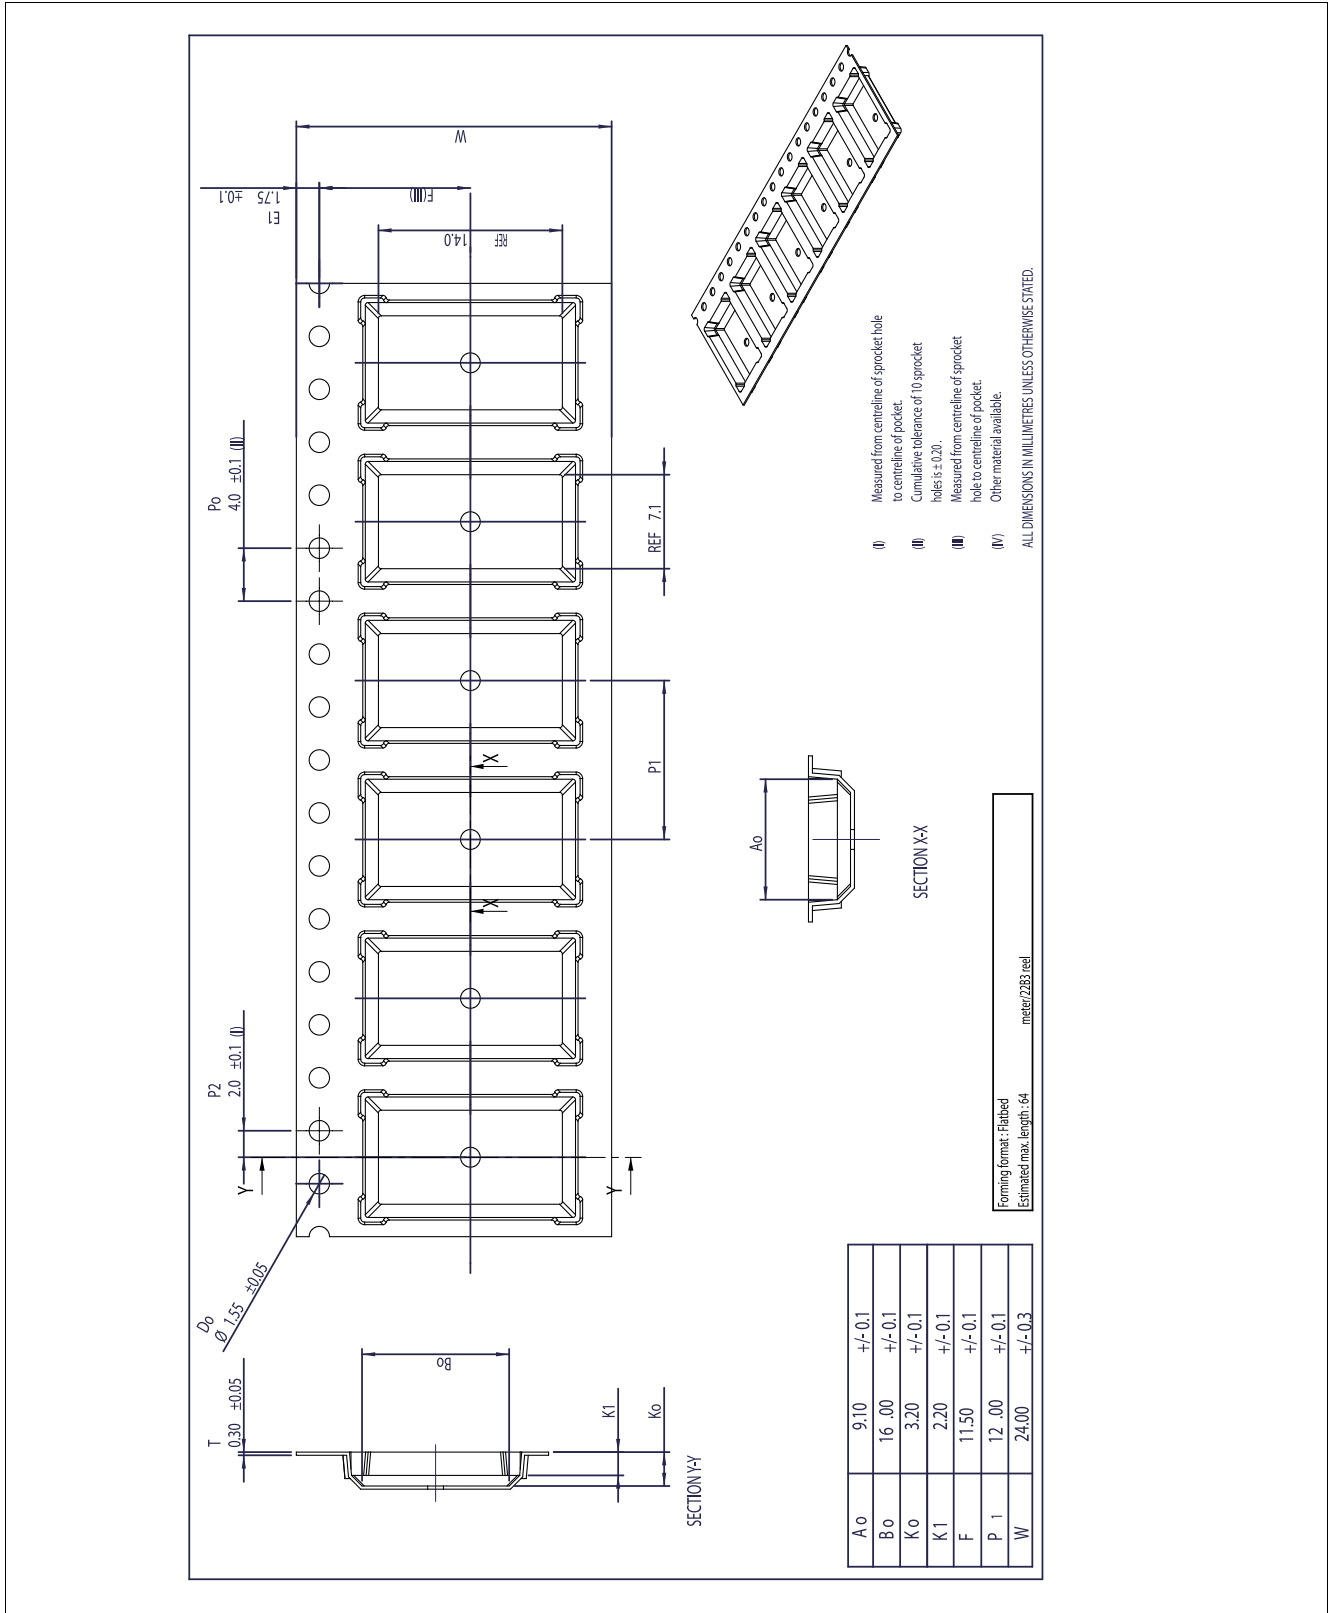 W
E1
1.75 ±0.1
F(III)
14.0 REF
Po
4.0 ±0.1 (II)
REF 7.1
P1
X
X
P2
2.0 ±0.1 (I)
Y
Y
Do
Ø 1.55 ±0.05
T
0.30 ±0.05
Bo
K1
Ko
SECTION Y-Y
Ao
SECTION X-X
(I) Measured from centreline of sprocket hole
to centreline of pocket.
(II) Cumulative tolerance of 10 sprocket
holes is ± 0.20 .
(III) Measured from centreline of sprocket
hole to centreline of pocket.
(IV) Other material available.
ALL DIMENSIONS IN MILLIMETRES UNLESS OTHERWISE STATED.
Forming format : Flatbed
Estimated max. length : 64 meter/22B3 reel
A o 9.10 +/- 0.1
B o 16 .00 +/- 0.1
K o 3.20 +/- 0.1
K 1 2.20 +/- 0.1
F 11.50 +/- 0.1
P 1 12 .00 +/- 0.1
W 24.00 +/- 0.3